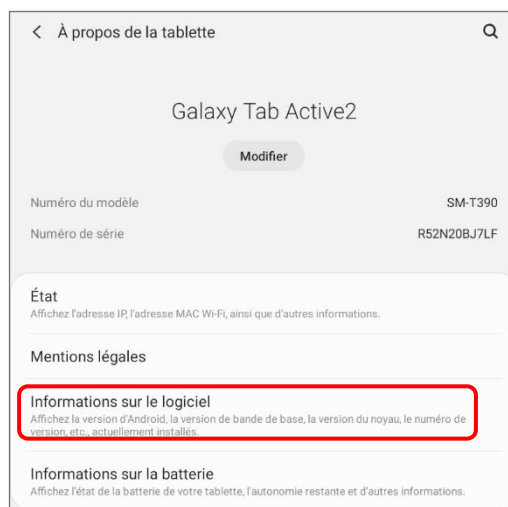 À propos de la tablette
Galaxy Tab Active2
Modifier
Numéro du modèle SM-T390
Numéro de série R52N20BJ7LF
État
Affichez l'adresse IP, l'adresse MAC Wi-Fi, ainsi que d'autres informations.
Mentions légales
Informations sur le logiciel
Affichez la version d'Android, la version de bande de base, la version du noyau, le numéro de
version, etc., actuellement installés.
Informations sur la batterie
Affichez l'état de la batterie de votre tablette, l'autonomie restante et d'autres informations.